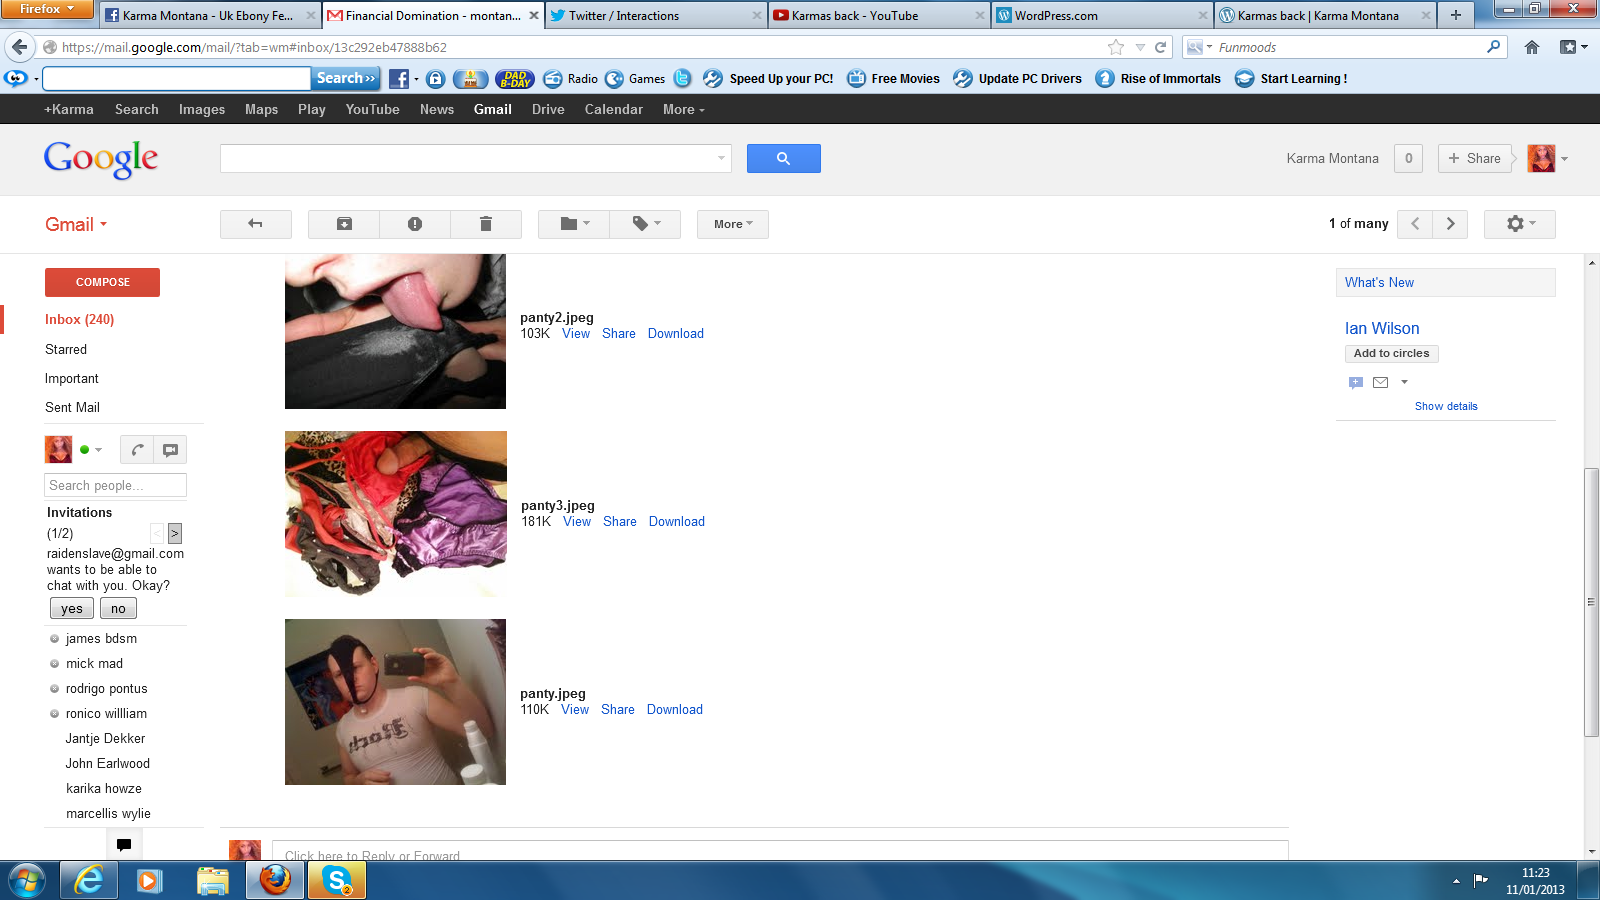 Firefox
Karma Montana - Uk Ebony Fe...
Financial Domination - montan...
Twitter / Interactions
Karmas back - YouTube
WordPress.com
Karmas back | Karma Montana
https://mail.google.com/mail/?tab=wm#inbox/13c292eb47888b62
Funmoods
Search >>
DAD B-DAY
Radio
Games
Speed Up your PC!
Free Movies
Update PC Drivers
Rise of Immortals
Start Learning !
+Karma Search Images Maps Play YouTube News Gmail Drive Calendar More
Google
Karma Montana
0
+ Share
Gmail
More
1 of many
COMPOSE
Inbox (240)
Starred
Important
Sent Mail
Search people...
Invitations
(1/2)
< >
raidenslave@gmail.com
wants to be able to
chat with you. Okay?
yes no
james bdsm
mick mad
rodrigo pontus
ronico willliam
Jantje Dekker
John Earlwood
karika howze
marcellis wylie
panty2.jpeg
103K View Share Download
panty3.jpeg
181K View Share Download
panty.jpeg
110K View Share Download
Click here to Reply or Forward
What's New
Ian Wilson
Add to circles
Show details
2
11:23
11/01/2013